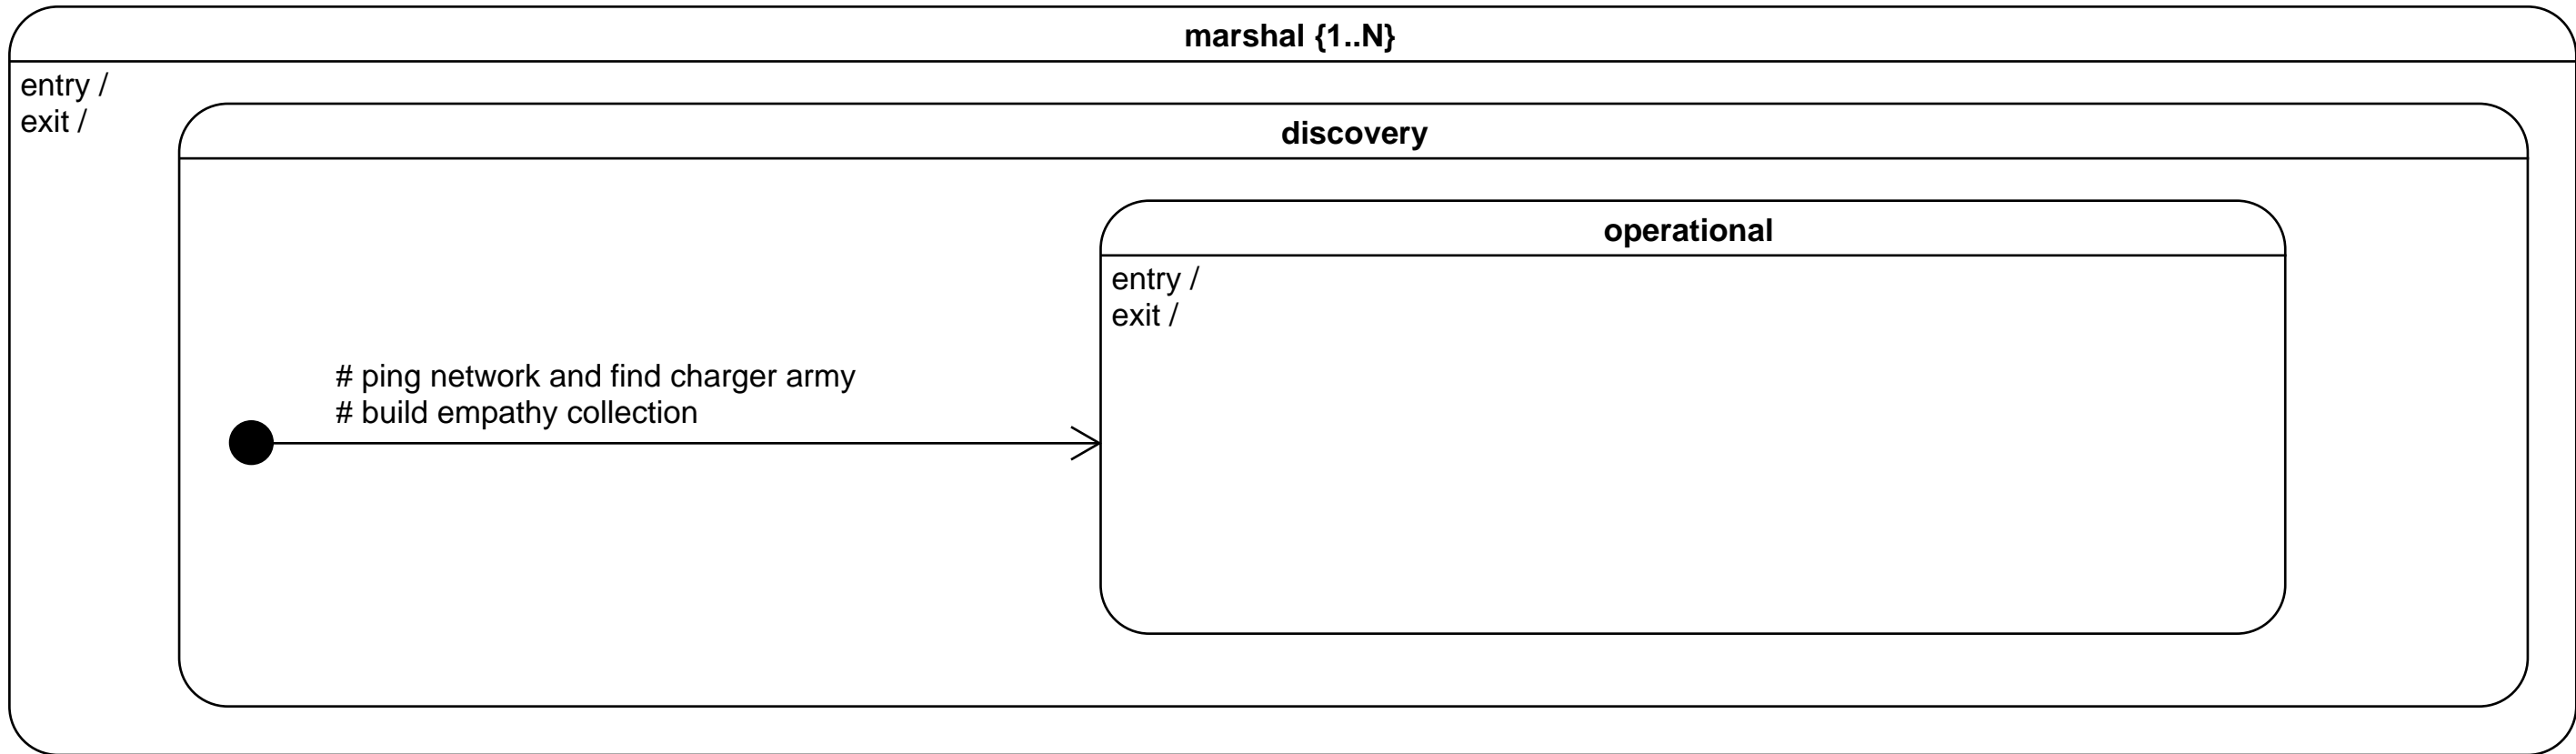 marshal {1..N}
entry /
exit /
discovery
operational
entry /
exit /
# ping network and find charger army
# build empathy collection